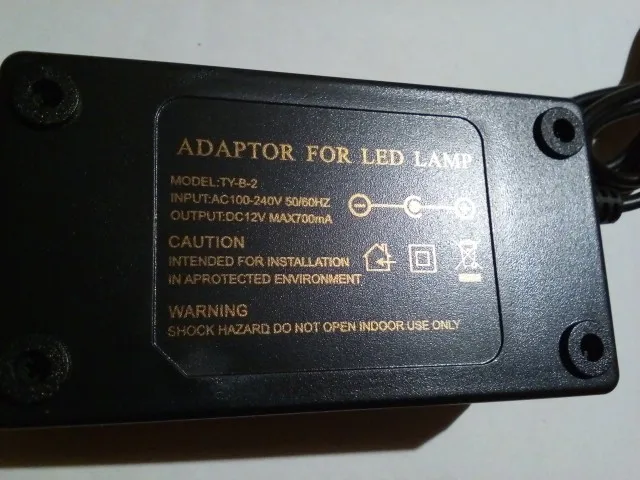 ADAPTOR FOR LED LAMP
MODEL:TY-B-2
INPUT:AC100-240V 50/60HZ
OUTPUT:DC12V MAX700mA
CAUTION
INTENDED FOR INSTALLATION
IN APROTECTED ENVIRONMENT
WARNING
SHOCK HAZARD DO NOT OPEN INDOOR USE ONLY